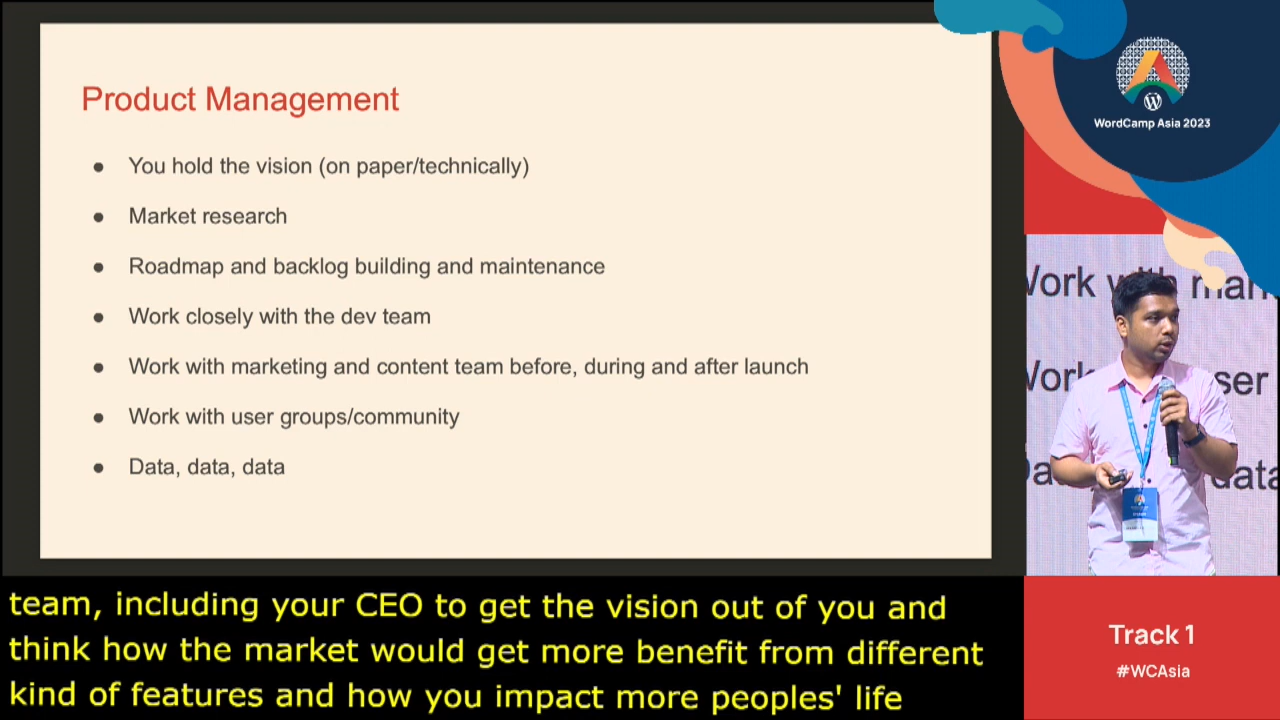 Product Management
● You hold the vision (on paper/technically)
● Market research
● Roadmap and backlog building and maintenance
● Work closely with the dev team
● Work with marketing and content team before, during and after launch
● Work with user groups/community
● Data, data, data
WordCamp Asia 2023
Work with man
ser
data
team, including your CEO to get the vision out of you and
think how the market would get more benefit from different
kind of features and how you impact more peoples' life
Track 1
#WCAsia